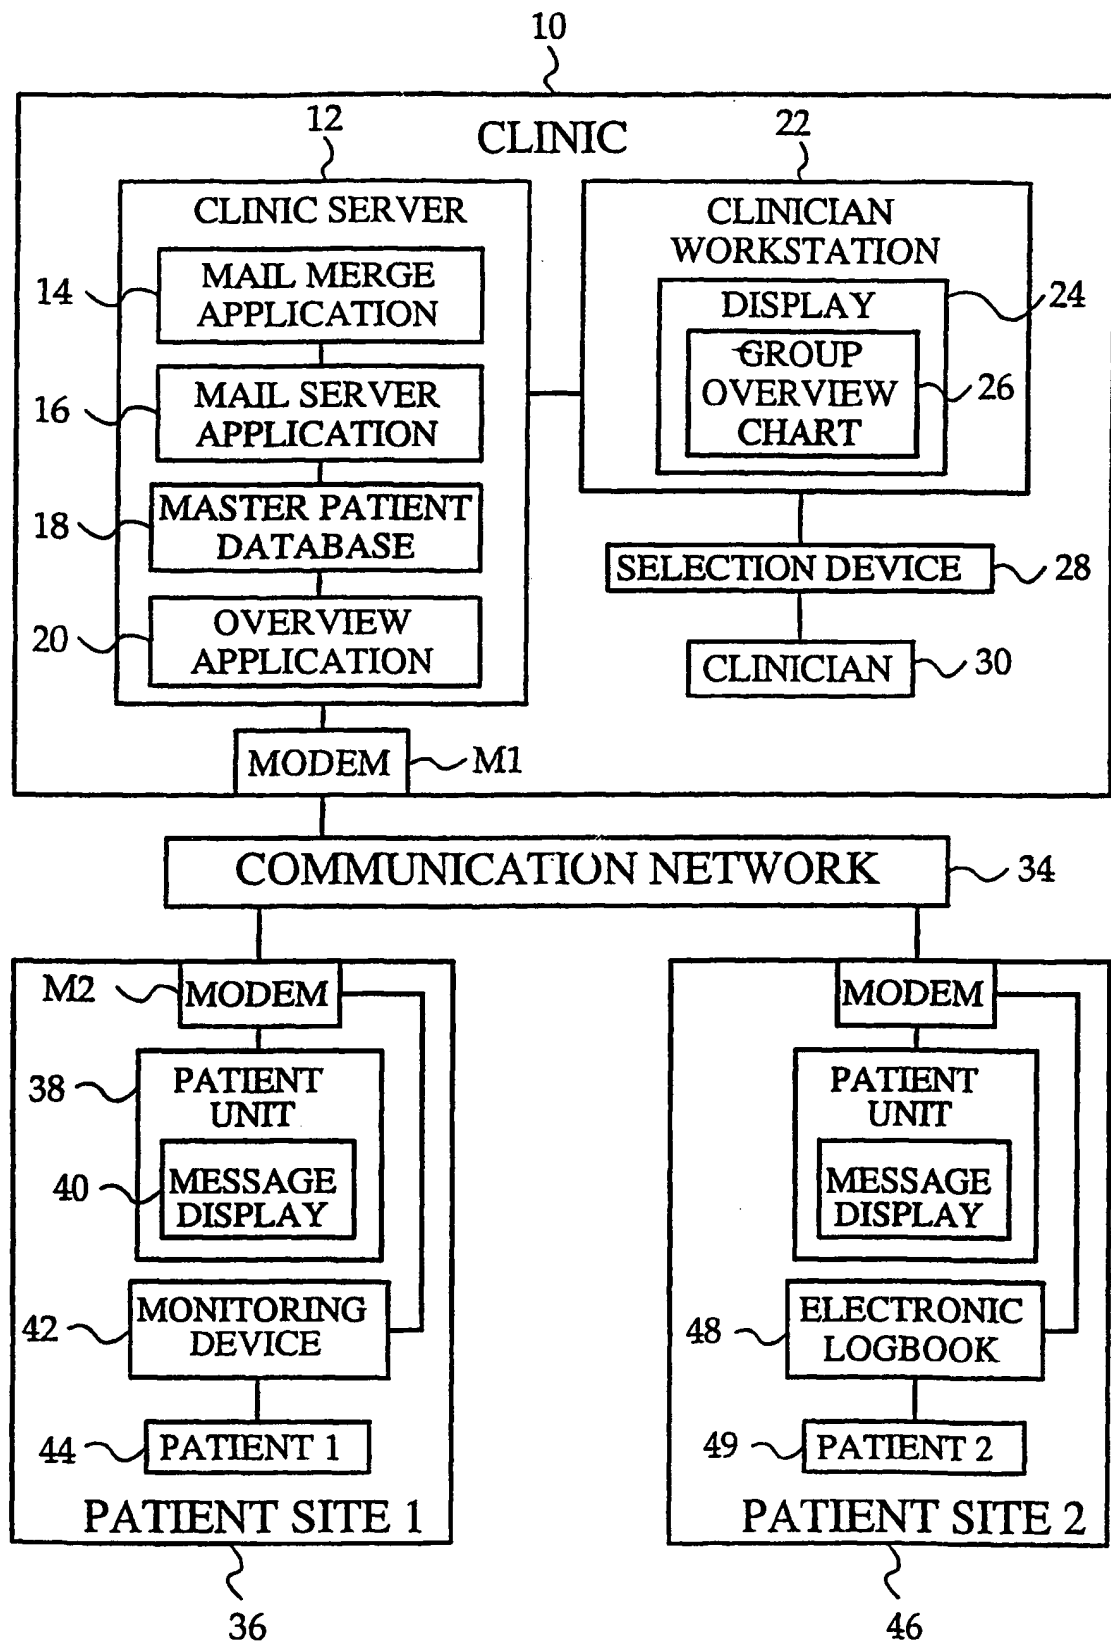 10
CLINIC
12
22
CLINIC SERVER
14
MAIL MERGE
APPLICATION
16
MAIL SERVER
APPLICATION
18
MASTER PATIENT
DATABASE
20
OVERVIEW
APPLICATION
CLINICIAN
WORKSTATION
DISPLAY
24
GROUP
OVERVIEW
CHART
26
SELECTION DEVICE
28
CLINICIAN
30
MODEM
M1
COMMUNICATION NETWORK
34
M2
MODEM
38
PATIENT
UNIT
40
MESSAGE
DISPLAY
42
MONITORING
DEVICE
44
PATIENT 1
PATIENT SITE 1
36
MODEM
PATIENT
UNIT
MESSAGE
DISPLAY
48
ELECTRONIC
LOGBOOK
49
PATIENT 2
PATIENT SITE 2
46